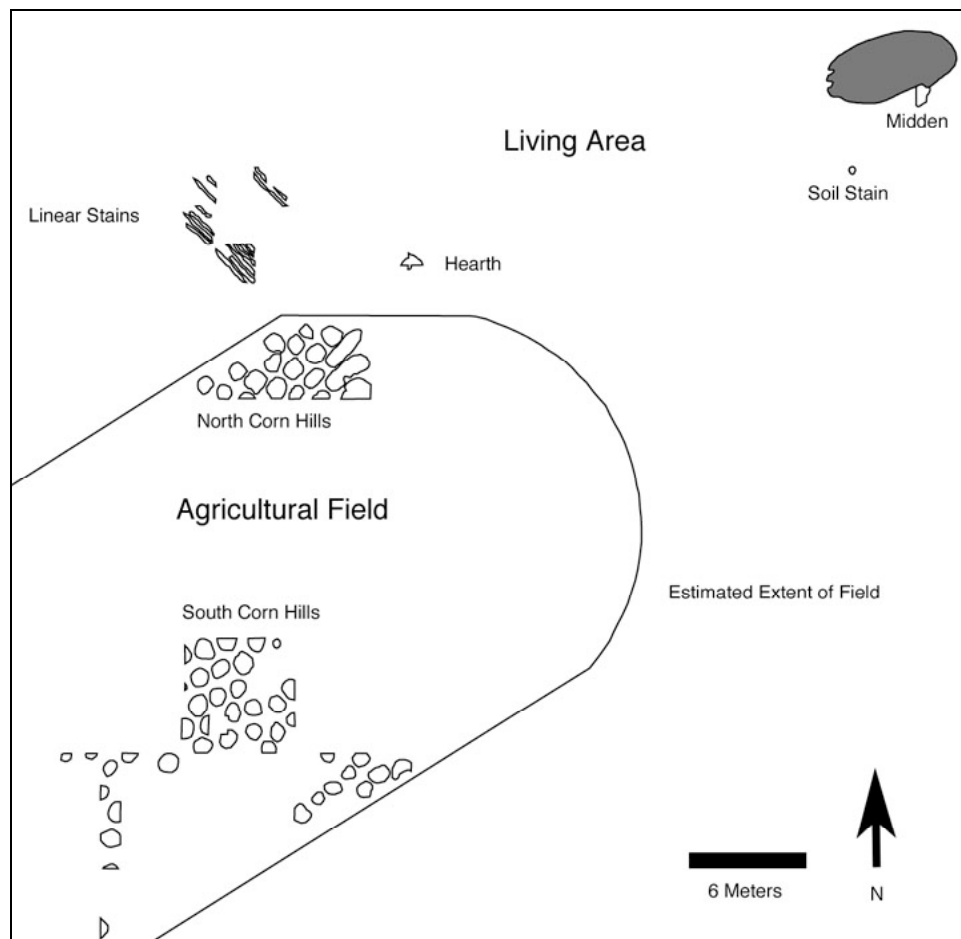 Midden
Living Area
Soil Stain
Linear Stains
Hearth
North Corn Hills
Agricultural Field
Estimated Extent of Field
South Corn Hills
6 Meters
N